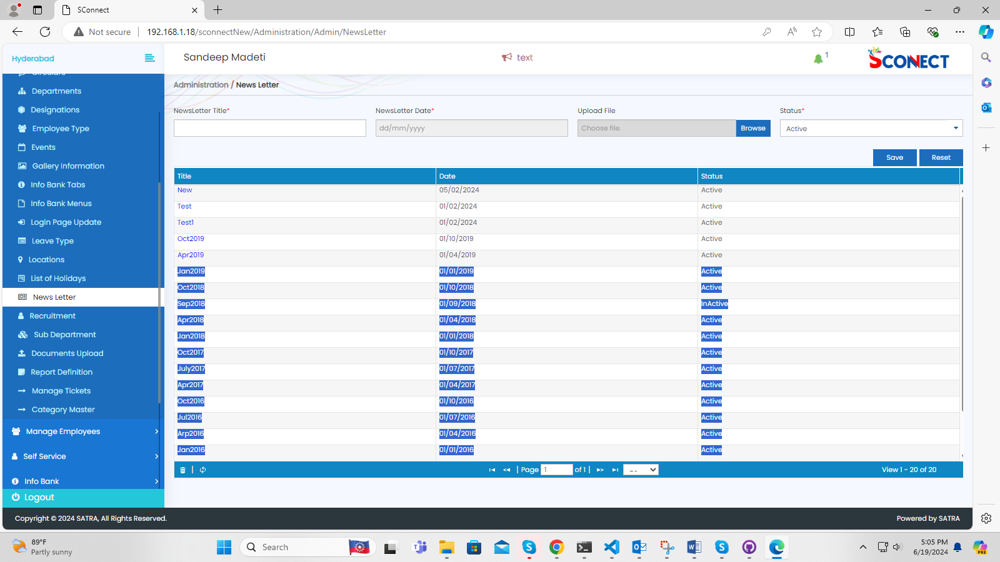 SConnect
Not secure
192.168.1.18/sconnectNew/Administration/Admin/NewsLetter
Hyderabad
Sandeep Madeti
text
1
SCONNECT
Circulars
Departments
Designations
Employee Type
Events
Gallery Information
Info Bank Tabs
Info Bank Menus
Login Page Update
Leave Type
Locations
List of Holidays
News Letter
Recruitment
Sub Department
Documents Upload
Report Definition
Manage Tickets
Category Master
Manage Employees
Self Service
Info Bank
Logout
Administration / News Letter
NewsLetter Title* NewsLetter Date* Upload File Status*
dd/mm/yyyy Choose file. Browse Active
Save Reset
Title Date Status
New 05/02/2024 Active
Test 01/02/2024 Active
Test1 01/02/2024 Active
Oct2019 01/10/2019 Active
Apr2019 01/04/2019 Active
Jan2019 01/01/2019 Active
Oct2018 01/10/2018 Active
Sep2018 01/09/2018 InActive
Apr2018 01/04/2018 Active
Jan2018 01/01/2018 Active
Oct2017 01/10/2017 Active
July2017 01/07/2017 Active
Apr2017 01/04/2017 Active
Oct2016 01/10/2016 Active
Jul2016 01/07/2016 Active
Arp2016 01/04/2016 Active
Jan2016 01/01/2016 Active
| | Page 1 of 1 | -- View 1 - 20 of 20
Copyright © 2024 SATRA, All Rights Reserved. Powered by SATRA
89°F
Partly sunny
Search
5:05 PM
6/19/2024
PRE